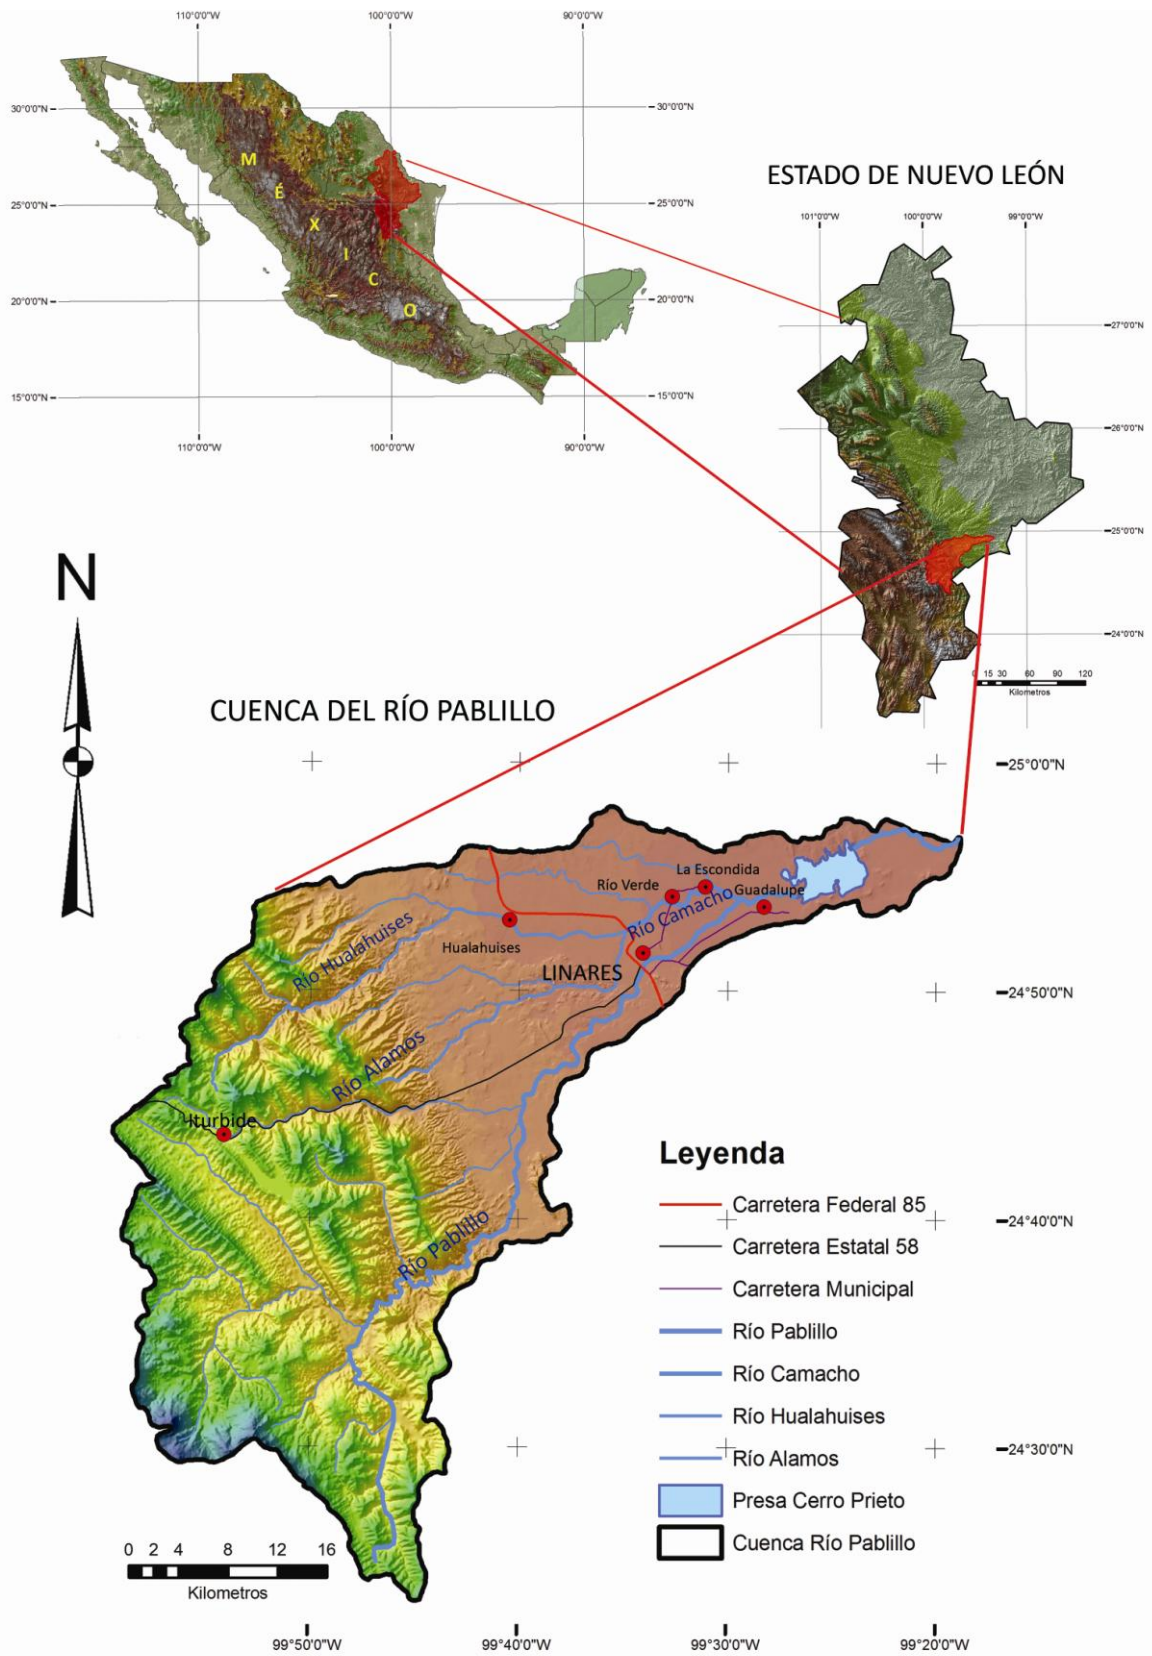 110°0'0"W
100°0'0"W
90°0'0"W
30°0'0"N
30°0'0"N
M
É
X
I
C
O
25°0'0"N
25°0'0"N
20°0'0"N
20°0'0"N
15°0'0"N
15°0'0"N
110°0'0"W
100°0'0"W
90°0'0"W
ESTADO DE NUEVO LEÓN
101°0'0"W
100°0'0"W
99°0'0"W
27°0'0"N
26°0'0"N
25°0'0"N
24°0'0"N
0 15 30 60 90 120
Kilometros
N
CUENCA DEL RÍO PABLILLO
25°0'0"N
La Escondida
Río Verde
Guadalupe
Río Camacho
Río Hualahuises
Hualahuises
LINARES
24°50'0"N
Río Alamos
Iturbide
Río Pablillo
24°40'0"N
24°30'0"N
Leyenda
Carretera Federal 85
Carretera Estatal 58
Carretera Municipal
Río Pablillo
Río Camacho
Río Hualahuises
Río Alamos
Presa Cerro Prieto
Cuenca Río Pablillo
0 2 4 8 12 16
Kilometros
99°50'0"W
99°40'0"W
99°30'0"W
99°20'0"W